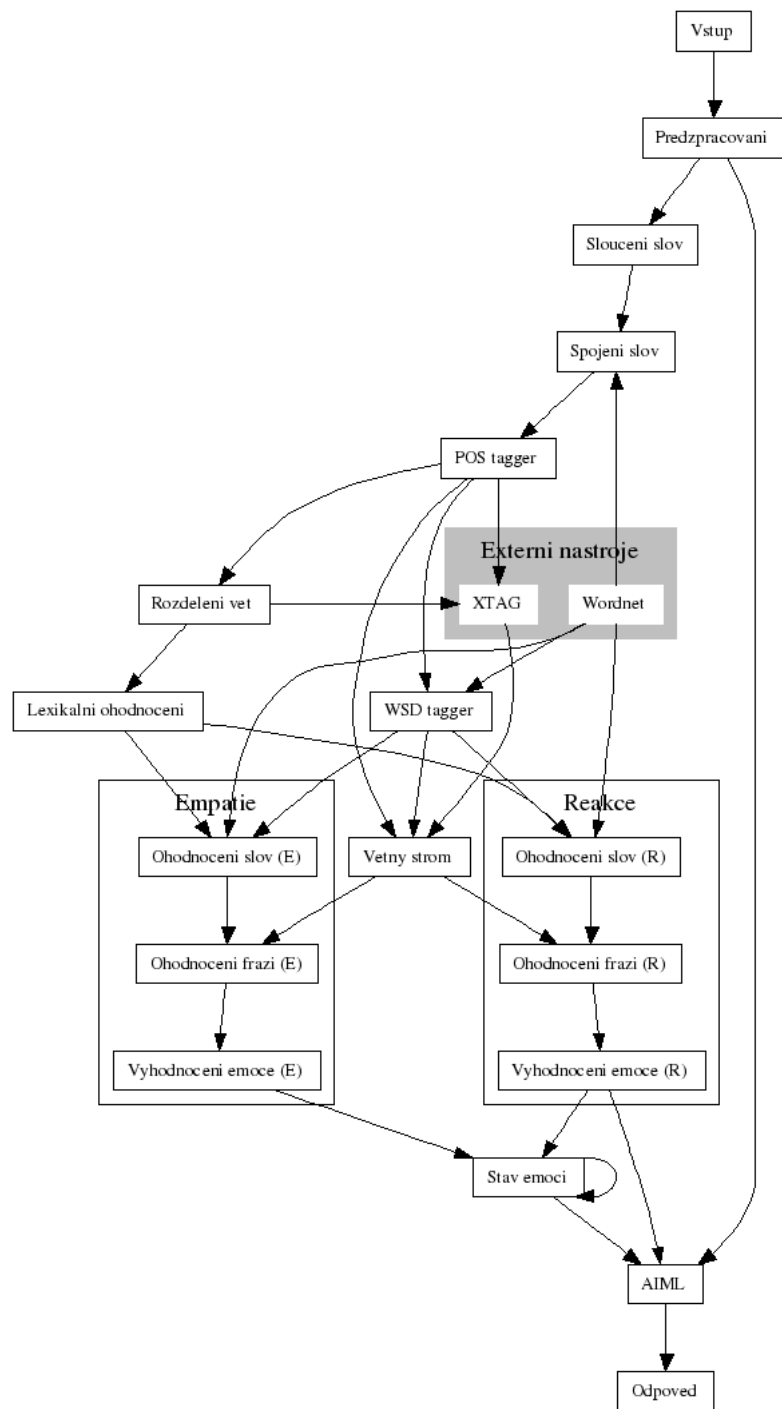 Vstup
Predzpracovani
Slouceni slov
Spojeni slov
POS tagger
Externi nastroje
Rozdeleni vet
XTAG
Wordnet
Lexikalni ohodnoceni
WSD tagger
Empatie
Reakce
Ohodnoceni slov (E)
Vetny strom
Ohodnoceni slov (R)
Ohodnoceni frazi (E)
Ohodnoceni frazi (R)
Vyhodnoceni emoce (E)
Vyhodnoceni emoce (R)
Stav emoci
AIML
Odpoved